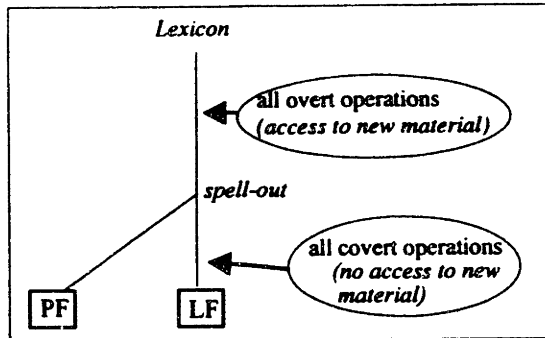 Lexicon
all overt operations
(access to new material)
spell-out
all covert operations
(no access to new
material)
PF
LF